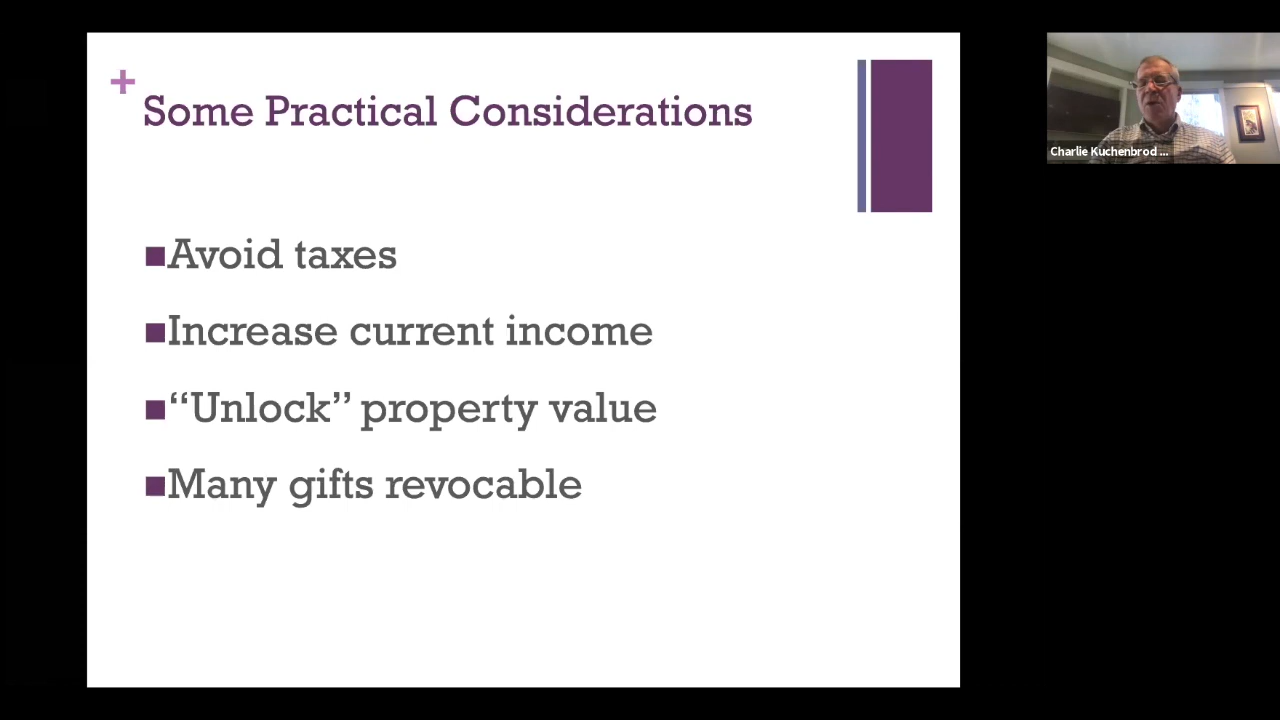 +
Some Practical Considerations
■Avoid taxes
■Increase current income
■“Unlock” property value
■Many gifts revocable
Charlie Kuchenbrod ...